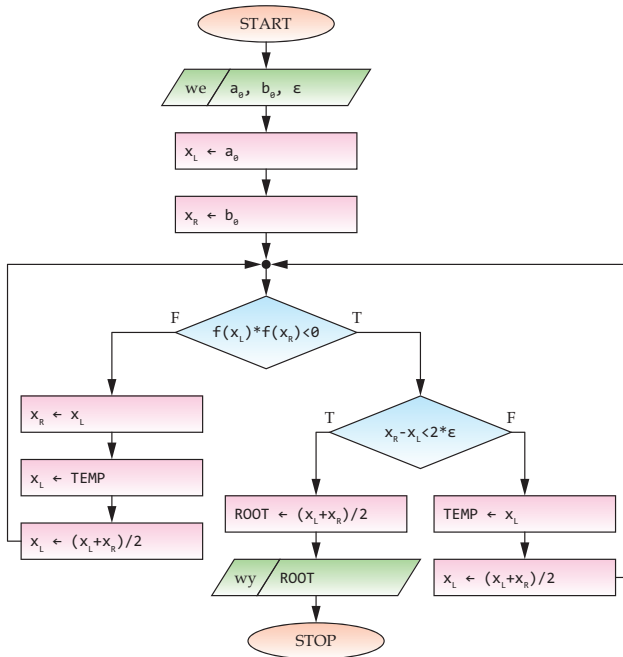 START
we a₀, b₀, ε
x_L ← a₀
x_R ← b₀
F
T
f(x_L)*f(x_R)<0
x_R ← x_L
x_L ← TEMP
x_L ← (x_L+x_R)/2
T
F
x_R-x_L<2*ε
ROOT ← (x_L+x_R)/2
wy ROOT
STOP
TEMP ← x_L
x_L ← (x_L+x_R)/2